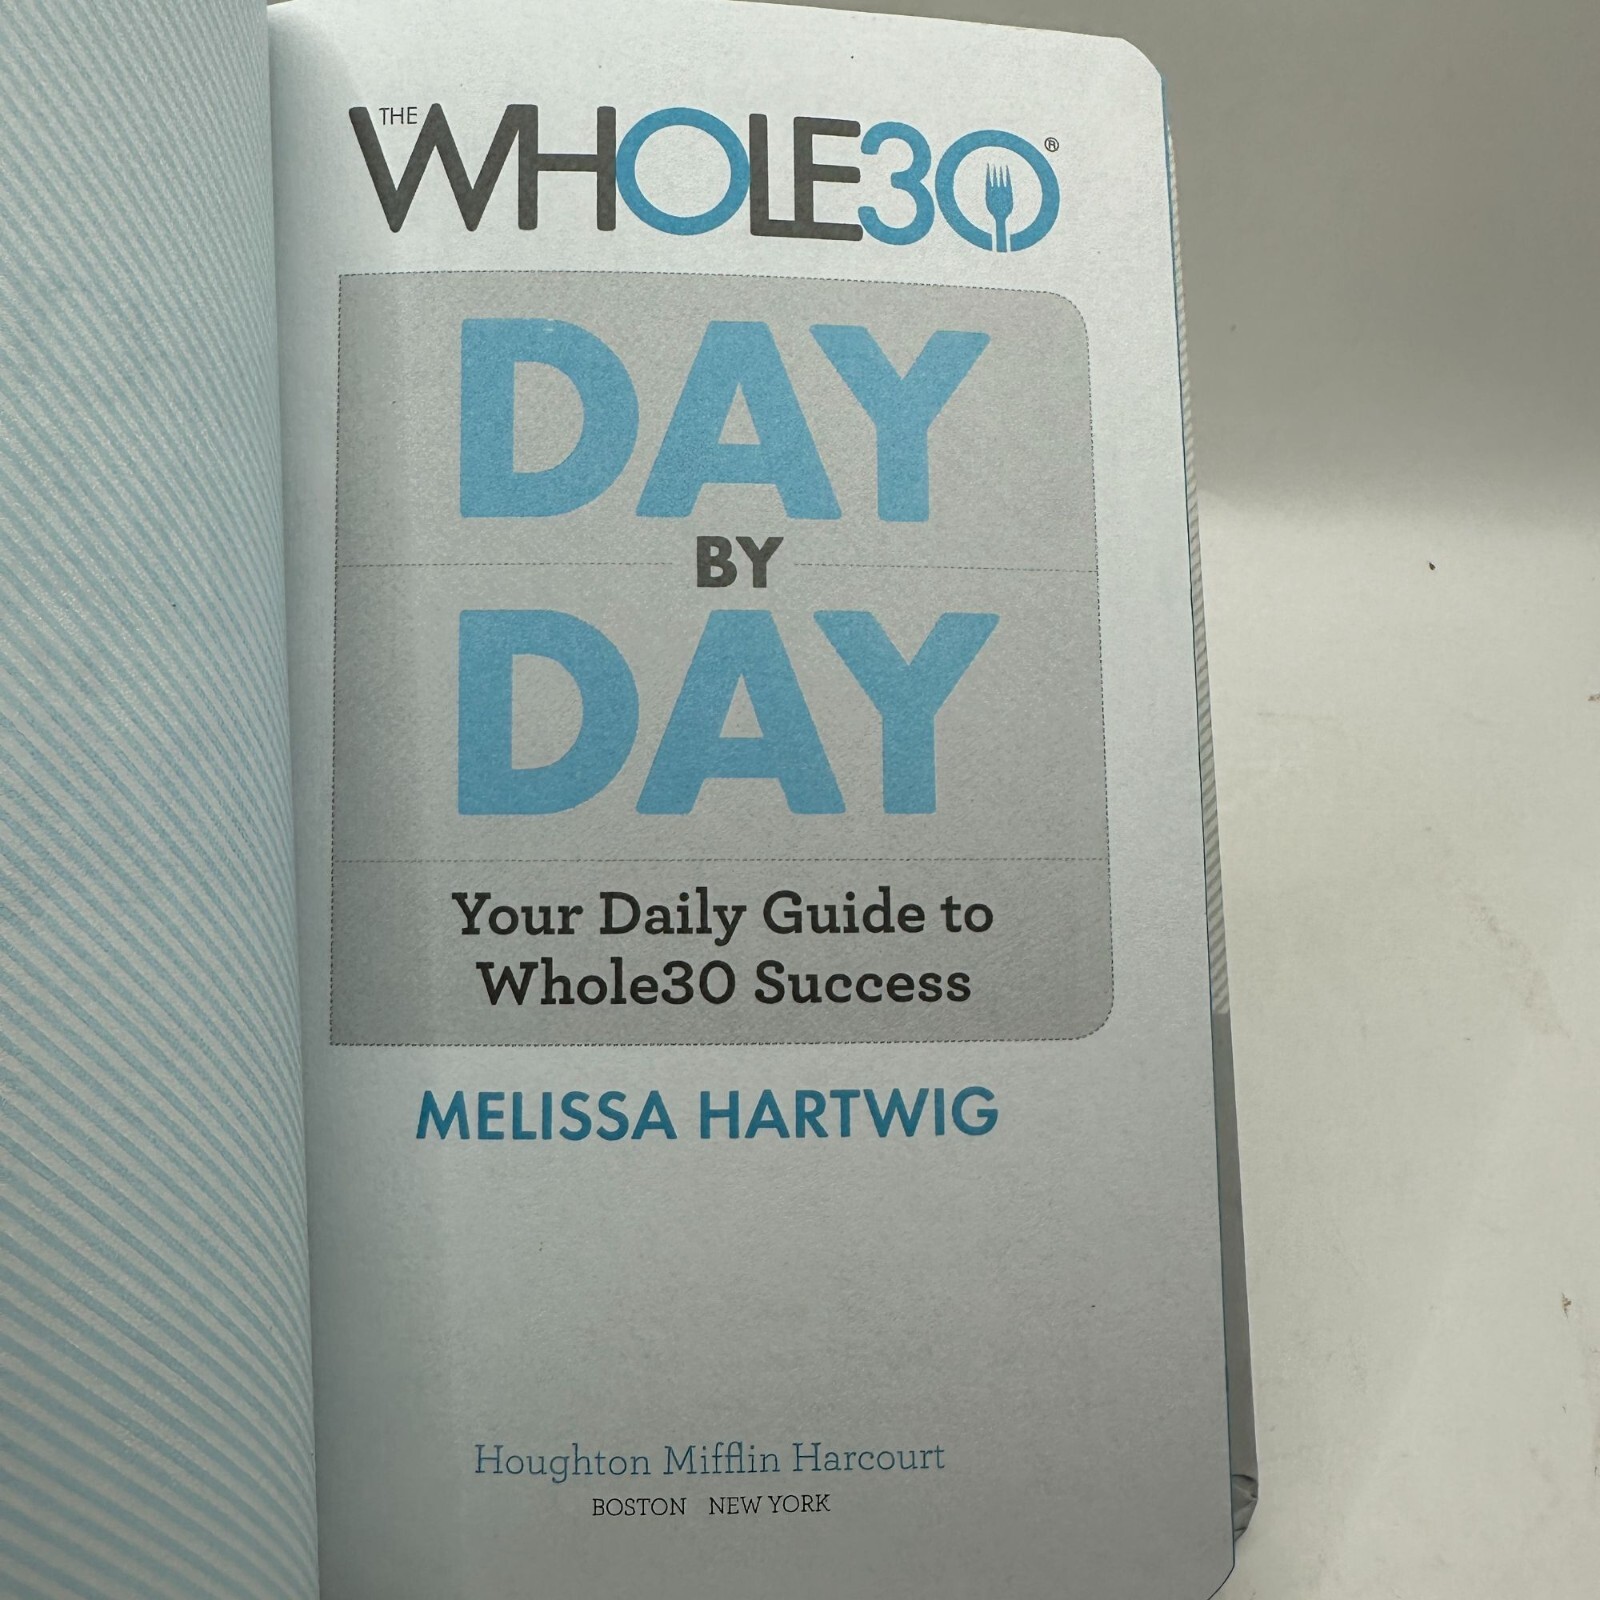 THE WHOLE30®
DAY
BY
DAY
Your Daily Guide to
Whole30 Success
MELISSA HARTWIG
Houghton Mifflin Harcourt
BOSTON NEW YORK